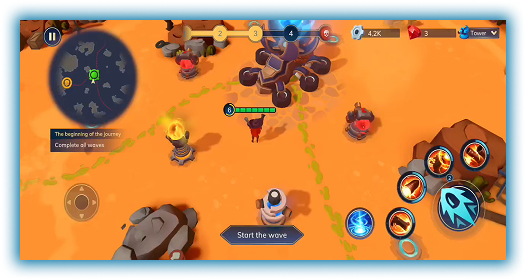 2
3
4
4,2K
3
Tower
6
The beginning of the journey
Complete all waves
2
Start the wave